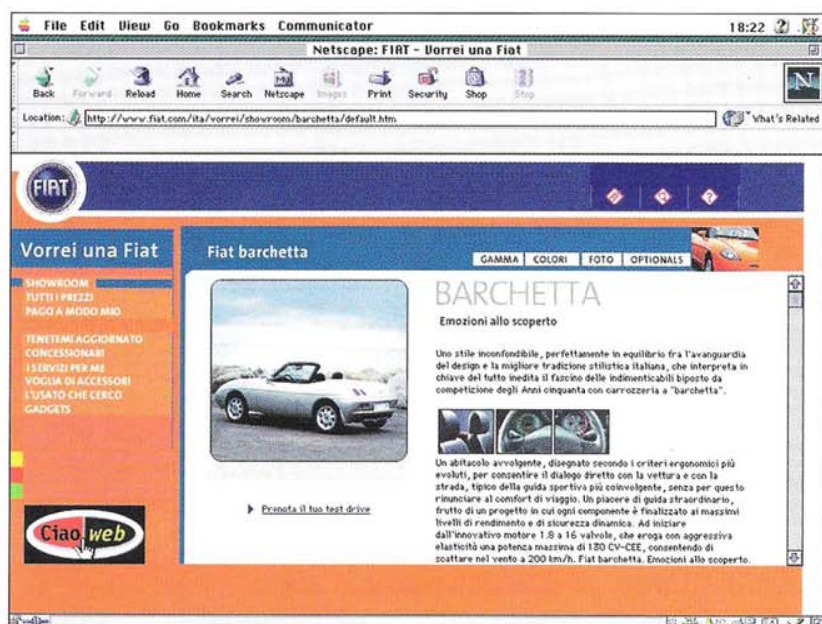 File Edit View Go Bookmarks Communicator 18:22
Netscape: FIAT - Vorrei una Fiat
Back Forward Reload Home Search Netscape Images Print Security Shop Stop
Location: http://www.fiat.com/ita/vorrei/showroom/barchetta/default.htm What's Related
FIAT
Vorrei una Fiat
SHOWROOM
TUTTI I PREZZI
PAGO A MODO MIO
TENETEMI AGGIORNATO
CONCESSIONARI
I SERVIZI PER ME
VOGLIA DI ACCESSORI
L'USATO CHE CERCO
GADGETS
Ciao web
Fiat barchetta
GAMMA COLORI FOTO OPTIONALS
Prenota il tuo test drive
BARCHETTA
Emozioni allo scoperto
Uno stile inconfondibile, perfettamente in equilibrio fra l'avanguardia
del design e la migliore tradizione stilistica italiana, che interpreta in
chiave del tutto inedita il fascino delle indimenticabili biposto da
competizione degli Anni cinquanta con carrozzeria a "barchetta".
Un abitacolo avvolgente, disegnato secondo i criteri ergonomici più
evoluti, per consentire il dialogo diretto con la vettura e con la
strada, tipico della guida sportiva più coinvolgente, senza per questo
rinunciare al comfort di viaggio. Un piacere di guida straordinario,
frutto di un progetto in cui ogni componente è finalizzato ai massimi
livelli di rendimento e di sicurezza dinamica. Ad iniziare
dall'innovativo motore 1.8 a 16 valvole, che eroga con aggressiva
elasticità una potenza massima di 130 CV-CEE, consentendo di
scattare nel vento a 200 km/h. Fiat barchetta. Emozioni allo scoperto.